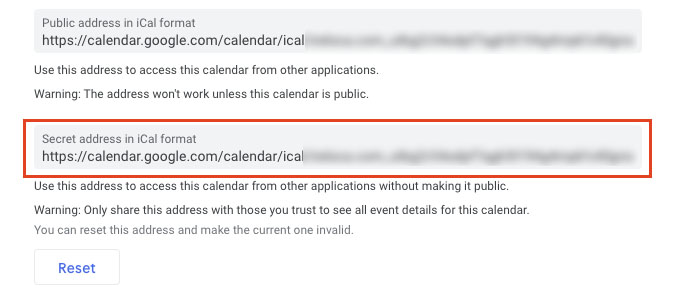 Public address in iCal format
https://calendar.google.com/calendar/ical
Use this address to access this calendar from other applications.
Warning: The address won't work unless this calendar is public.
Secret address in iCal format
https://calendar.google.com/calendar/ical
Use this address to access this calendar from other applications without making it public.
Warning: Only share this address with those you trust to see all event details for this calendar.
You can reset this address and make the current one invalid.
Reset